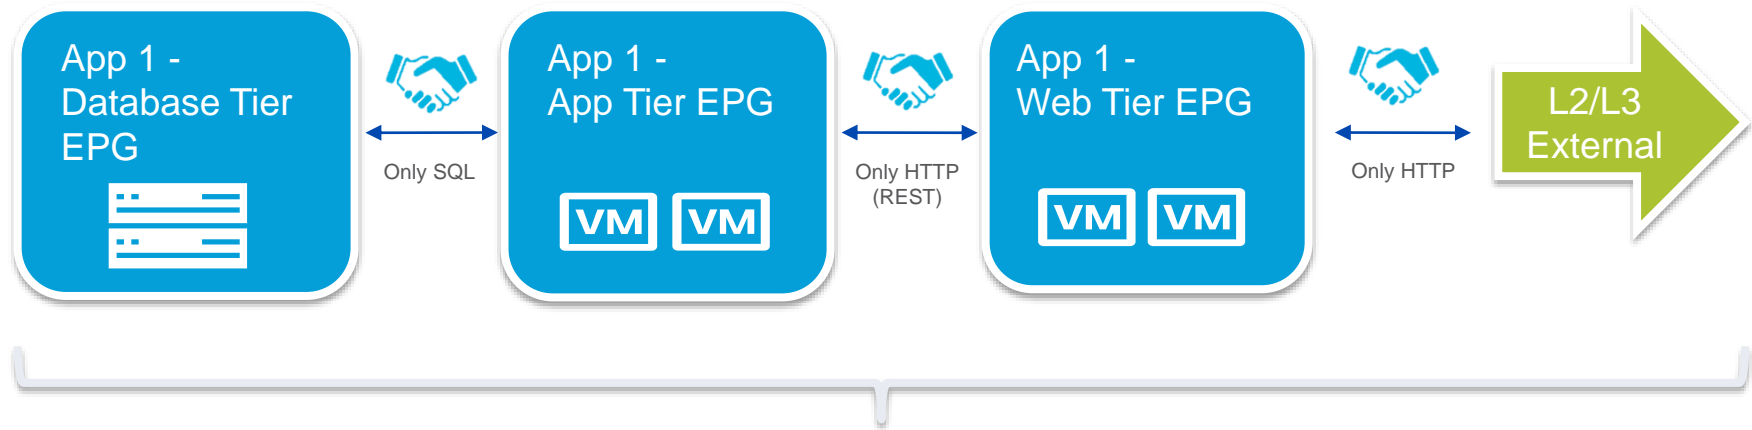 App 1 -
Database Tier
EPG
Only SQL
App 1 -
App Tier EPG
VM VM
Only HTTP
(REST)
App 1 -
Web Tier EPG
VM VM
Only HTTP
L2/L3
External